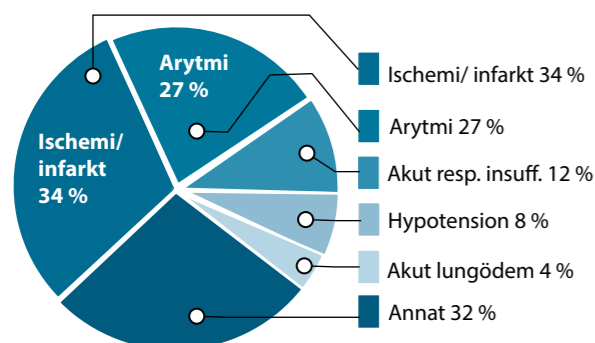 Arytmi
27 %
Ischemi/
infarkt
34 %
Ischemi/ infarkt 34 %
Arytmi 27 %
Akut resp. insuff. 12 %
Hypotension 8 %
Akut lungödem 4 %
Annat 32 %